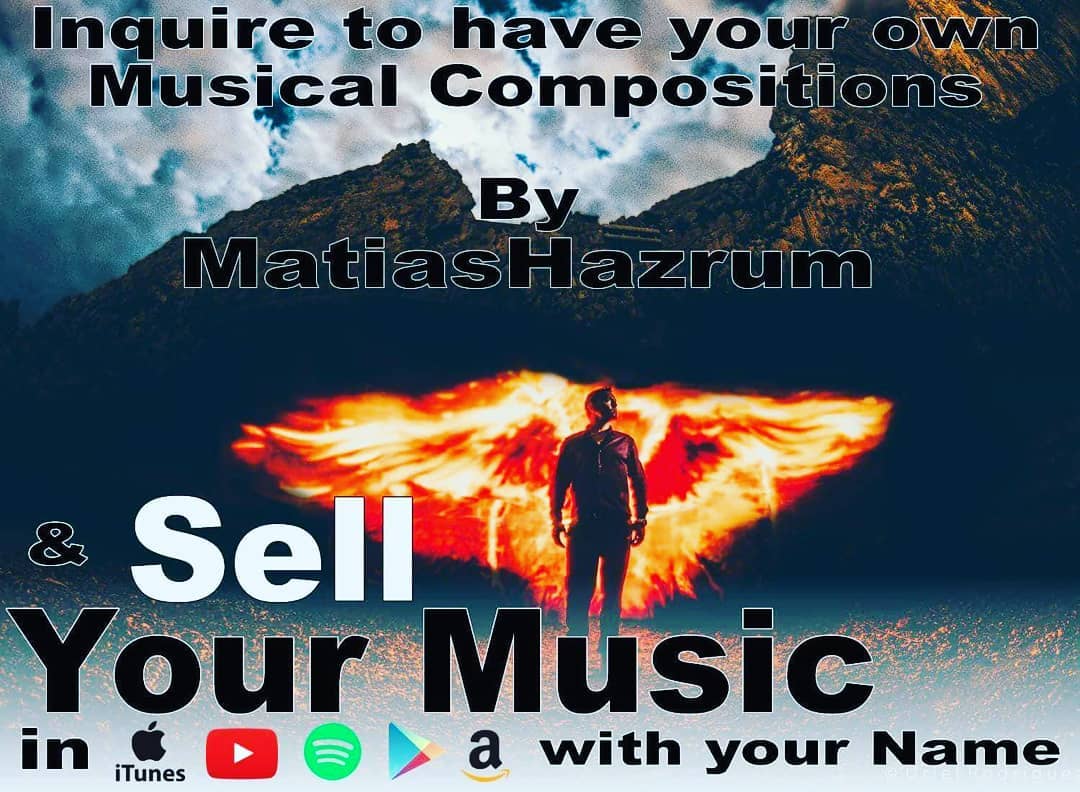 Inquire to have your own
Musical Compositions
By
MatiasHazrum
& Sell
Your Music
in iTunes a with your Name